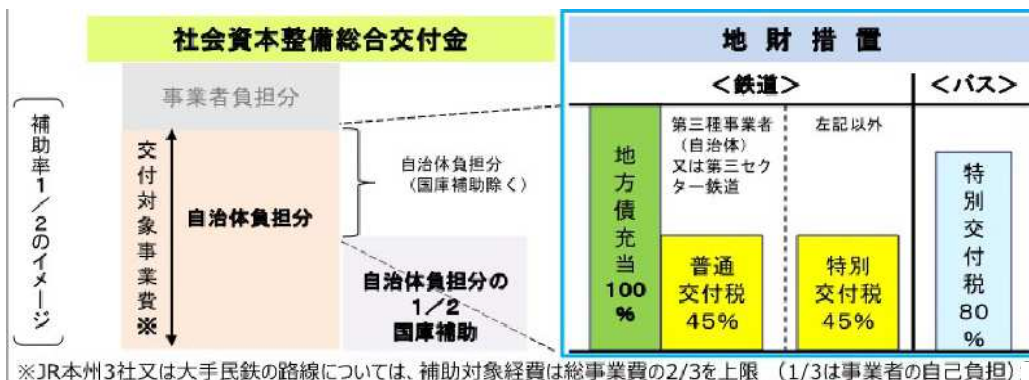 社会資本整備総合交付金
地財措置
〔補助率1/2のイメージ〕
事業者負担分
交付対象事業費※
自治体負担分
自治体負担分
（国庫補助除く）
自治体負担分の
1/2
国庫補助
＜鉄道＞
＜バス＞
地方債充当100%
第三種事業者
（自治体）
又は第三セク
ター鉄道
左記以外
普通
交付税
45%
特別
交付税
45%
特別交付税80%
※JR本州3社又は大手民鉄の路線については、補助対象経費は総事業費の2/3を上限 （1/3は事業者の自己負担）